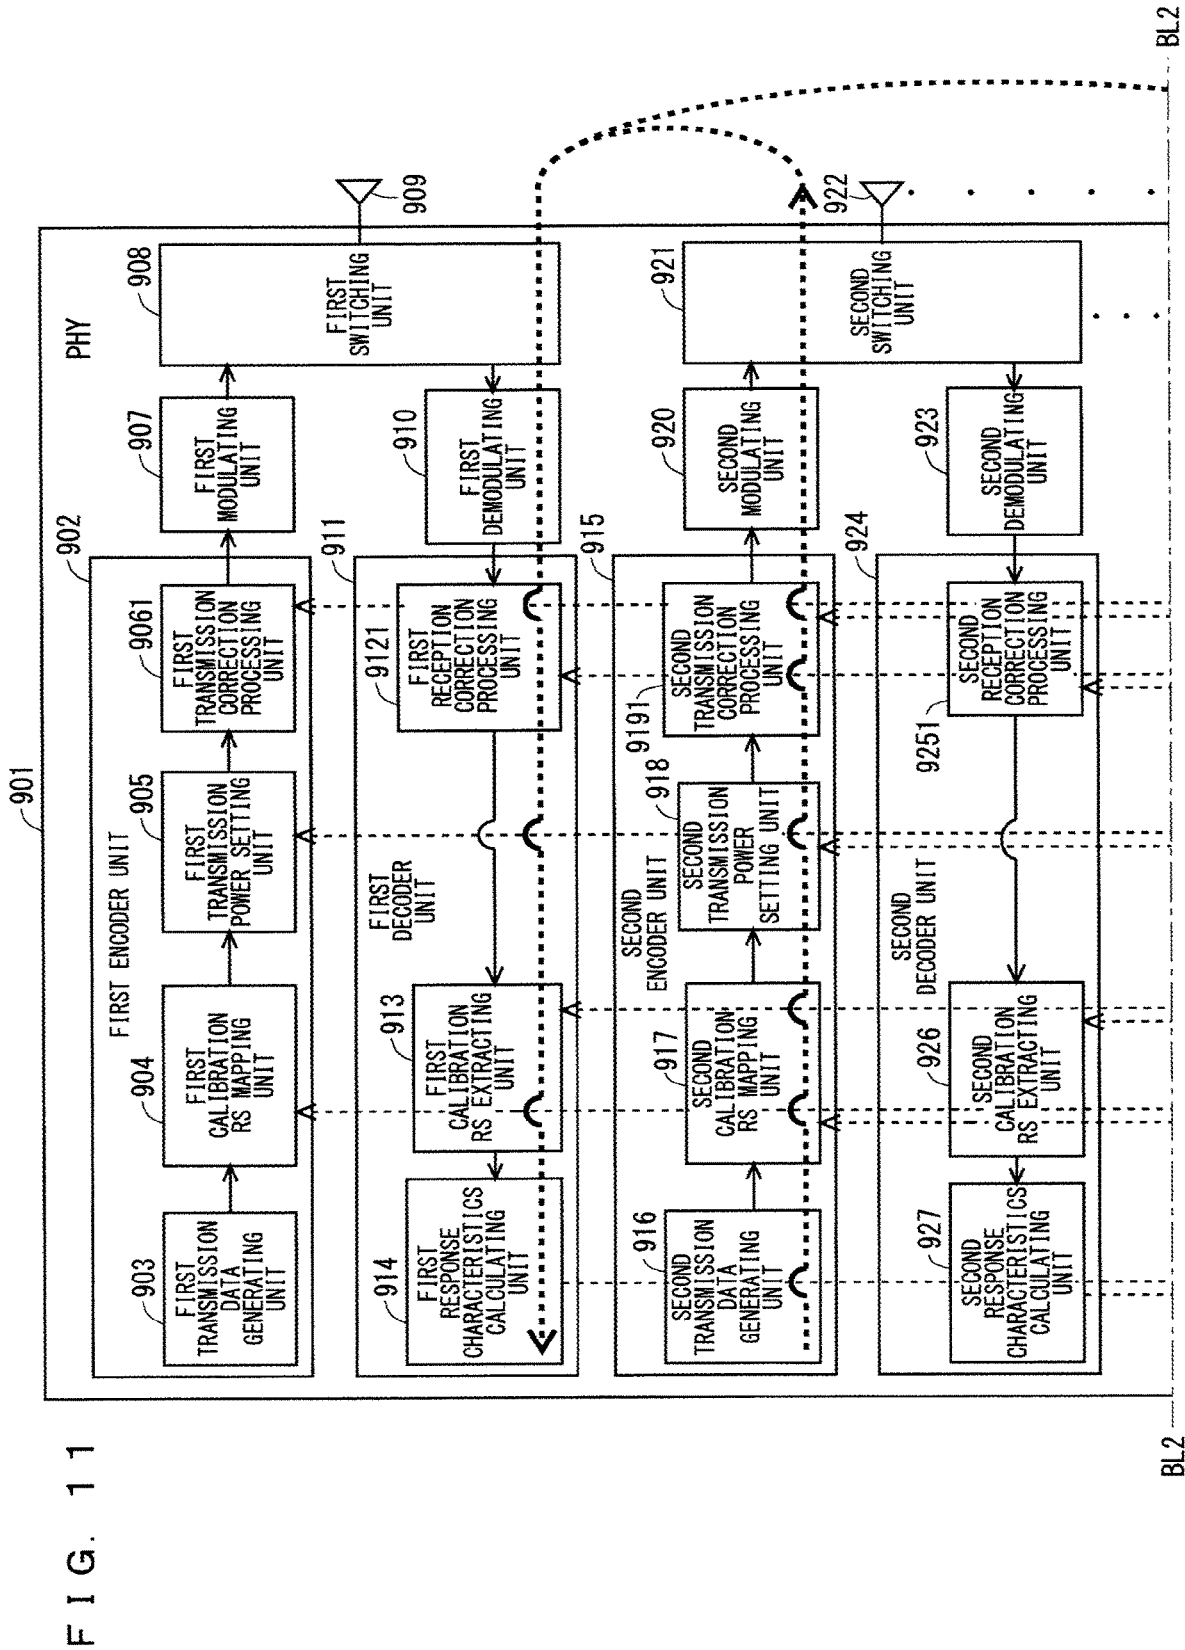 FIG. 11
901
PHY
902
FIRST ENCODER UNIT
903
FIRST
TRANSMISSION
DATA
GENERATING
UNIT
904
FIRST
CALIBRATION
RS MAPPING
UNIT
905
FIRST
TRANSMISSION
POWER SETTING
UNIT
9061
FIRST
TRANSMISSION
CORRECTION
PROCESSING
UNIT
907
FIRST
MODULATING
UNIT
908
FIRST
SWITCHING
UNIT
909
910
FIRST
DEMODULATING
UNIT
911
FIRST
DECODER
UNIT
9121
FIRST
RECEPTION
CORRECTION
PROCESSING
UNIT
913
FIRST
CALIBRATION
RS EXTRACTING
UNIT
914
FIRST
RESPONSE
CHARACTERISTICS
CALCULATING
UNIT
915
SECOND
ENCODER UNIT
916
SECOND
TRANSMISSION
DATA
GENERATING
UNIT
917
SECOND
CALIBRATION
RS MAPPING
UNIT
918
SECOND
TRANSMISSION
POWER
SETTING UNIT
9191
SECOND
TRANSMISSION
CORRECTION
PROCESSING
UNIT
920
SECOND
MODULATING
UNIT
921
SECOND
SWITCHING
UNIT
922
923
SECOND
DEMODULATING
UNIT
924
SECOND
DECODER UNIT
9251
SECOND
RECEPTION
CORRECTION
PROCESSING
UNIT
926
SECOND
CALIBRATION
RS EXTRACTING
UNIT
927
SECOND
RESPONSE
CHARACTERISTICS
CALCULATING
UNIT
BL2
BL2